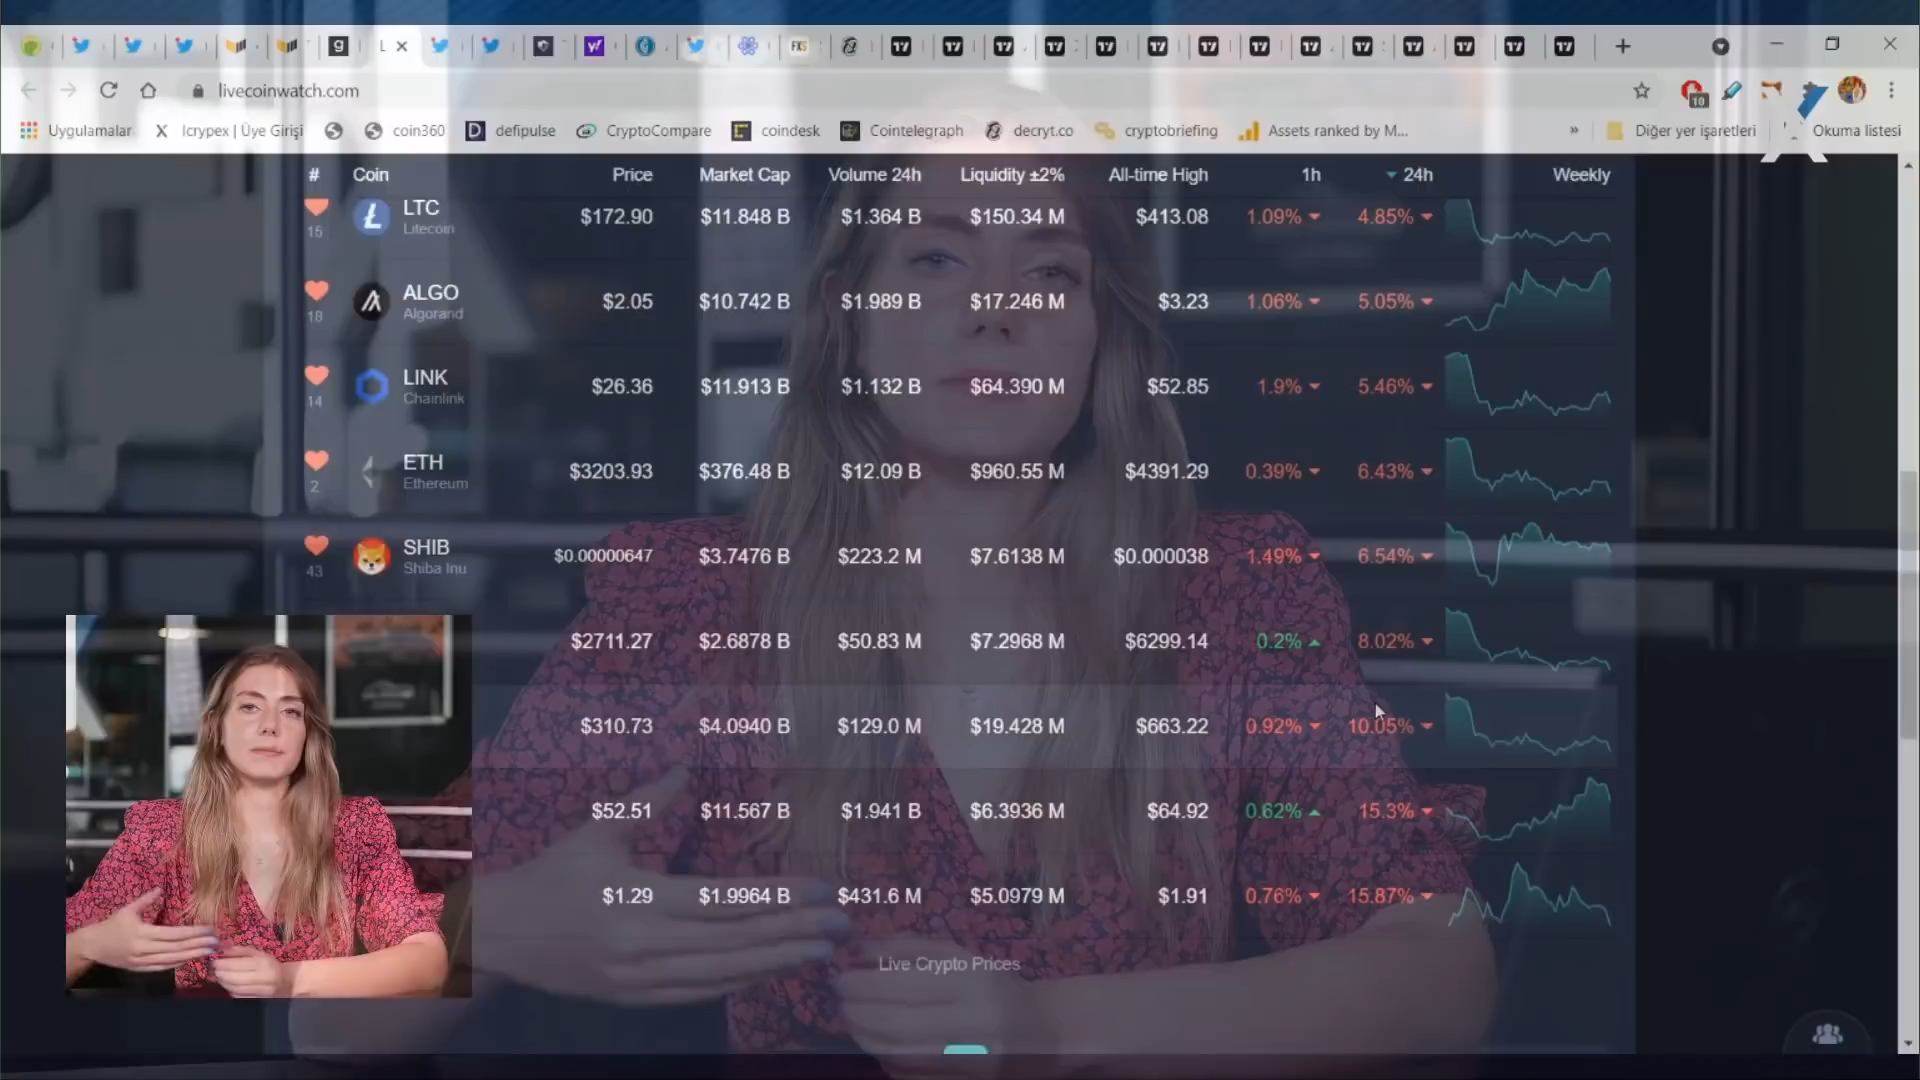 L
FXS
livecoinwatch.com
10
Uygulamalar
Icrypex | Üye Girişi
coin360
defipulse
CryptoCompare
coindesk
Cointelegraph
decryt.co
cryptobriefing
Assets ranked by M...
»
Diğer yer işaretleri
Okuma listesi
# Coin Price Market Cap Volume 24h Liquidity ±2% All-time High 1h 24h Weekly
LTC $172.90 $11.848 B $1.364 B $150.34 M $413.08 1.09% 4.85%
15 Litecoin
ALGO $2.05 $10.742 B $1.989 B $17.246 M $3.23 1.06% 5.05%
18 Algorand
LINK $26.36 $11.913 B $1.132 B $64.390 M $52.85 1.9% 5.46%
14 Chainlink
ETH $3203.93 $376.48 B $12.09 B $960.55 M $4391.29 0.39% 6.43%
2 Ethereum
SHIB $0.00000647 $3.7476 B $223.2 M $7.6138 M $0.000038 1.49% 6.54%
43 Shiba Inu
$2711.27 $2.6878 B $50.83 M $7.2968 M $6299.14 0.2% 8.02%
$310.73 $4.0940 B $129.0 M $19.428 M $663.22 0.92% 10.05%
$52.51 $11.567 B $1.941 B $6.3936 M $64.92 0.62% 15.3%
$1.29 $1.9964 B $431.6 M $5.0979 M $1.91 0.76% 15.87%
Live Crypto Prices